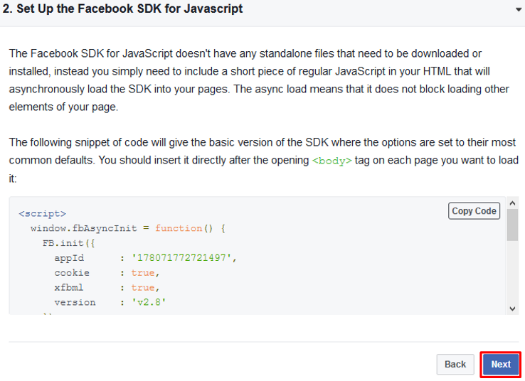 2. Set Up the Facebook SDK for Javascript
The Facebook SDK for JavaScript doesn't have any standalone files that need to be downloaded or
installed, instead you simply need to include a short piece of regular JavaScript in your HTML that will
asynchronously load the SDK into your pages. The async load means that it does not block loading other
elements of your page.
The following snippet of code will give the basic version of the SDK where the options are set to their most
common defaults. You should insert it directly after the opening <body> tag on each page you want to load
it:
Copy Code
<script>
window.fbAsyncInit = function() {
FB.init({
appId : '178071772721497',
cookie : true,
xfbml : true,
version : 'v2.8'
Back Next